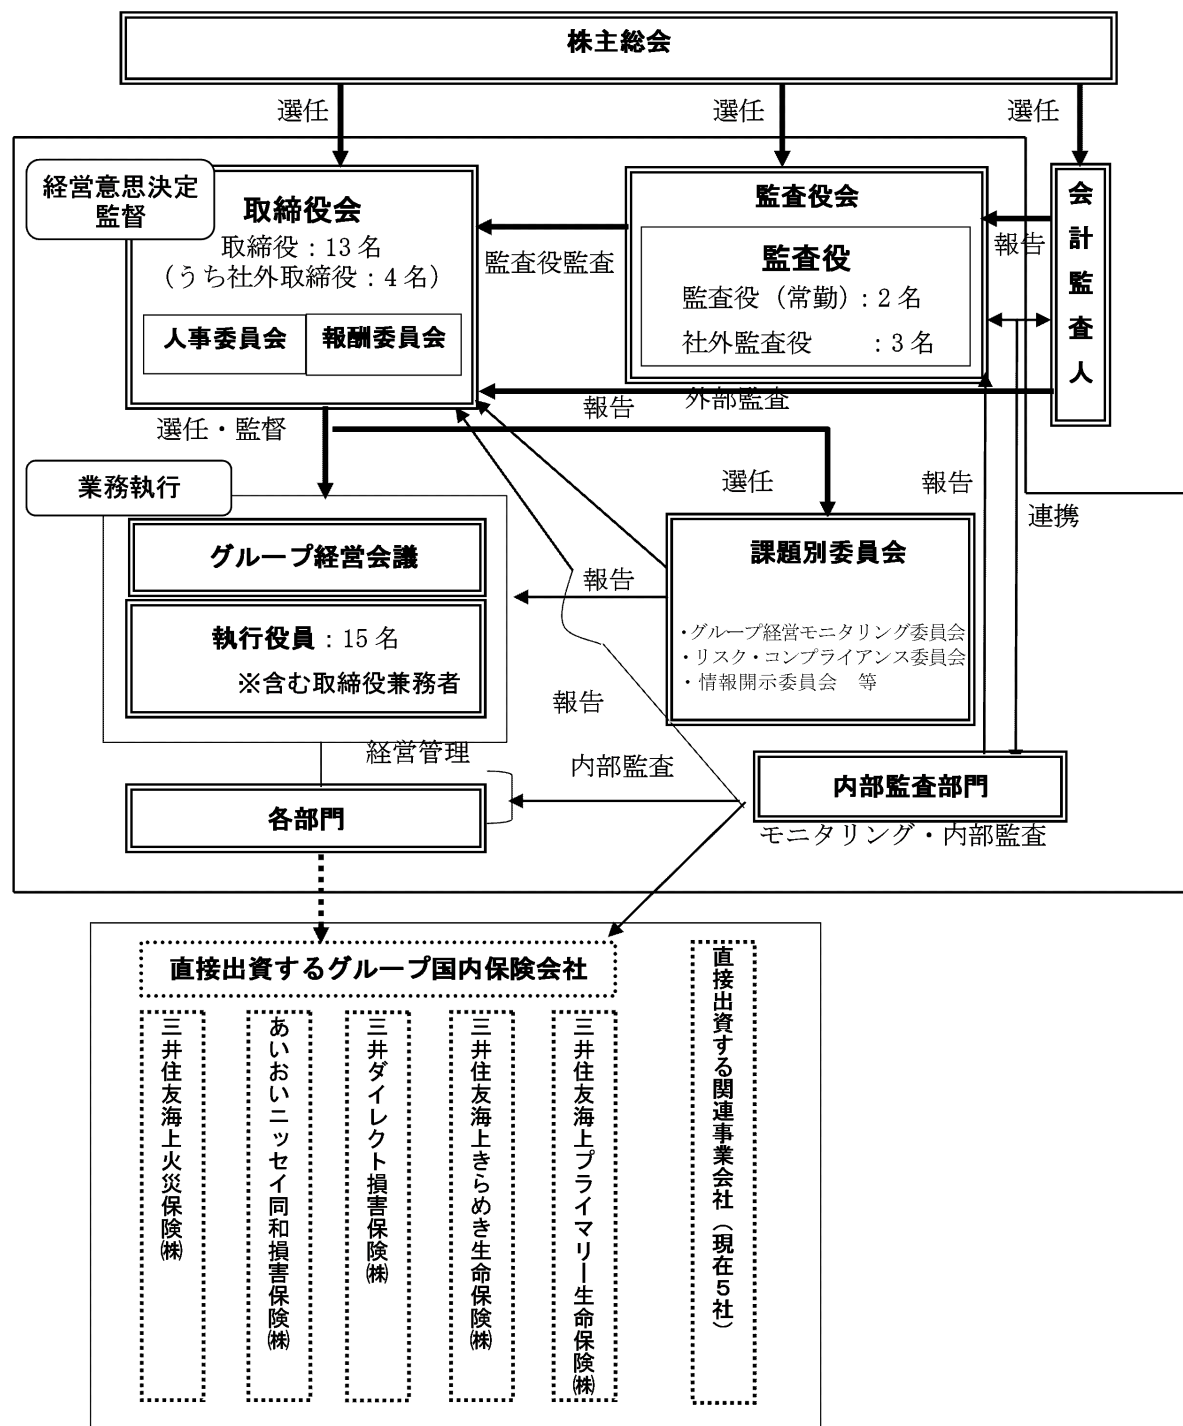 株主総会
選任
選任
選任
経営意思決定
監督
取締役会
取締役：13名
（うち社外取締役：4名）
人事委員会
報酬委員会
監査役監査
監査役会
監査役
監査役（常勤）：2名
社外監査役　　：3名
報告
会計監査人
報告
外部監査
選任・監督
選任
報告
連携
業務執行
グループ経営会議
執行役員：15名
※含む取締役兼務者
報告
課題別委員会
・グループ経営モニタリング委員会
・リスク・コンプライアンス委員会
・情報開示委員会　等
報告
経営管理
内部監査
各部門
内部監査部門
モニタリング・内部監査
直接出資するグループ国内保険会社
三井住友海上火災保険㈱
あいおいニッセイ同和損害保険㈱
三井ダイレクト損害保険㈱
三井住友海上きらめき生命保険㈱
三井住友海上プライマリー生命保険㈱
直接出資する関連事業会社（現在５社）